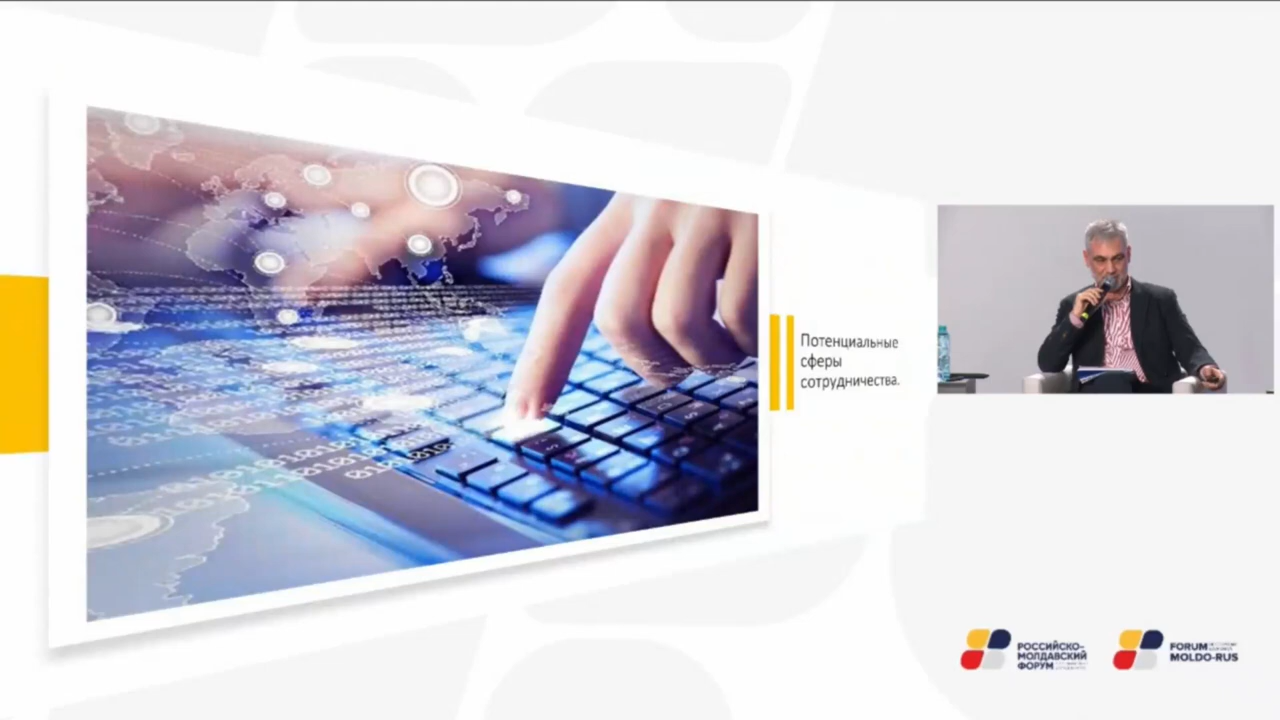 Потенциальные
сферы
сотрудничества.
РОССИЙСКО-
МОЛДАВСКИЙ
ФОРУМ
FORUM
MOLDO-RUS